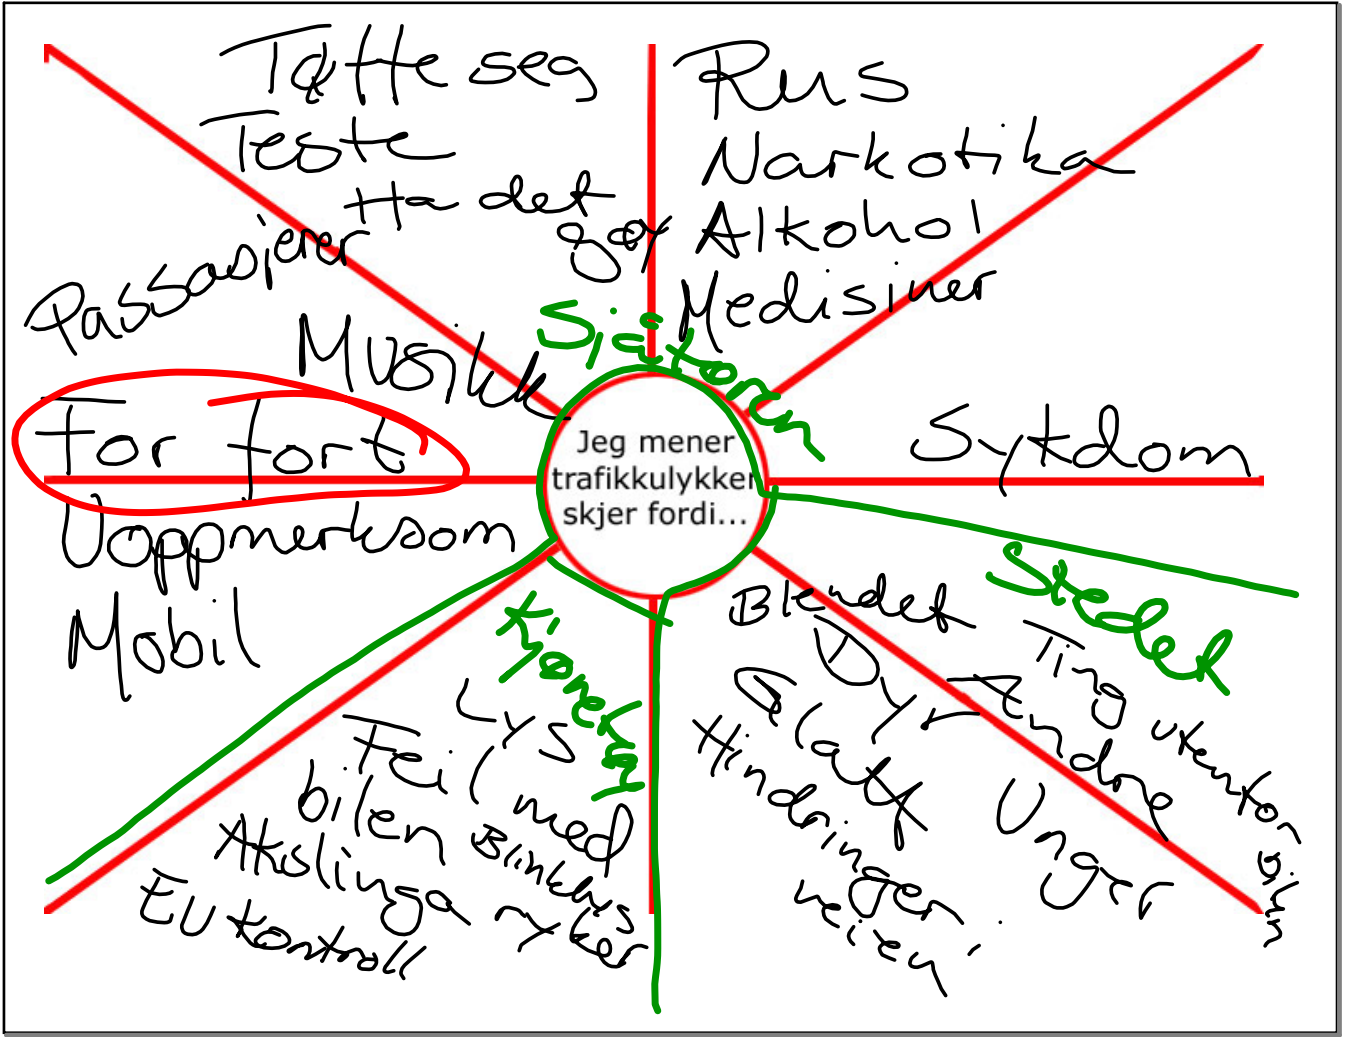 Tøffe seg
Teste
Ha det
gøy
Rus
Narkotika
Alkohol
Medisiner
Passasjerer
Musikk
For fort
Uoppmerksom
Mobil
Sjåføren
Jeg mener
trafikkulykker
skjer fordi...
Sykdom
Stedet
Blendet
Dyr
Glatt
Hindringer i
veien
Ting utenfor
Andre
Unger
Kjøretøy
Lys
Feil med
bilen
Blinklys
Akslinga ryker
EU kontroll